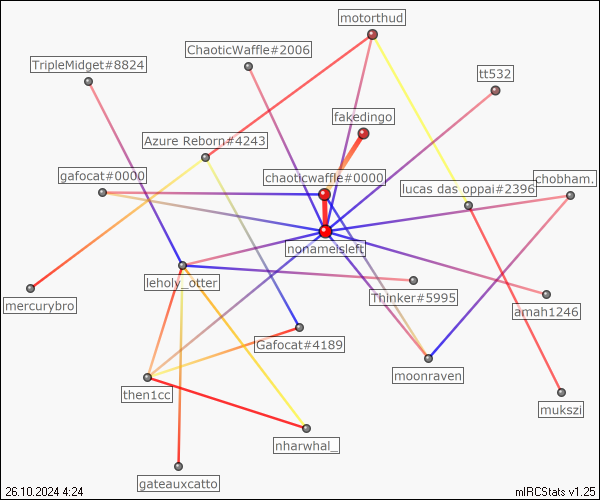 motorthud
ChaoticWaffle#2006
TripleMidget#8824
tt532
fakedingo
Azure Reborn#4243
gafocat#0000
chaoticwaffle#0000
lucas das oppai#2396
chobham.
nonameisleft
leholy_otter
Thinker#5995
mercurybro
amah1246
Gafocat#4189
moonraven
then1cc
mukszi
nharwhal_
gateauxcatto
26.10.2024 4:24
mIRCStats v1.25